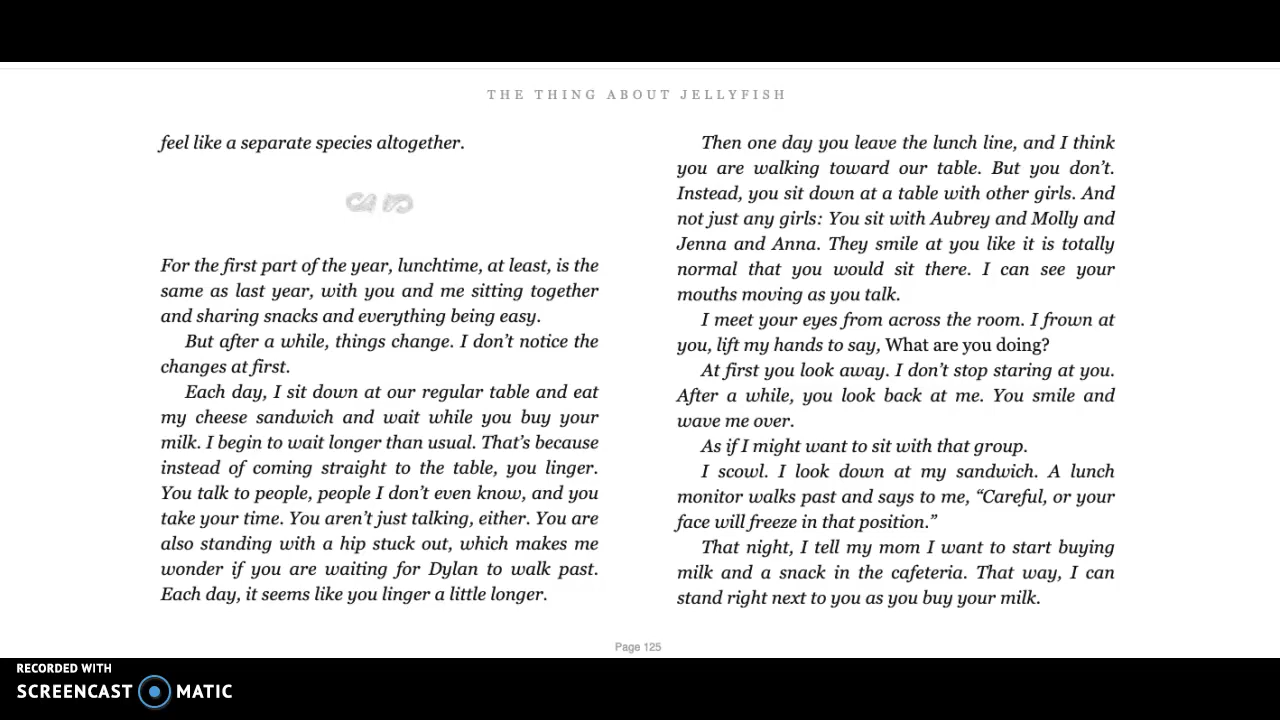 THE THING ABOUT JELLYFISH
feel like a separate species altogether.
For the first part of the year, lunchtime, at least, is the
same as last year, with you and me sitting together
and sharing snacks and everything being easy.
But after a while, things change. I don’t notice the
changes at first.
Each day, I sit down at our regular table and eat
my cheese sandwich and wait while you buy your
milk. I begin to wait longer than usual. That’s because
instead of coming straight to the table, you linger.
You talk to people, people I don’t even know, and you
take your time. You aren’t just talking, either. You are
also standing with a hip stuck out, which makes me
wonder if you are waiting for Dylan to walk past.
Each day, it seems like you linger a little longer.
Then one day you leave the lunch line, and I think
you are walking toward our table. But you don’t.
Instead, you sit down at a table with other girls. And
not just any girls: You sit with Aubrey and Molly and
Jenna and Anna. They smile at you like it is totally
normal that you would sit there. I can see your
mouths moving as you talk.
I meet your eyes from across the room. I frown at
you, lift my hands to say, What are you doing?
At first you look away. I don’t stop staring at you.
After a while, you look back at me. You smile and
wave me over.
As if I might want to sit with that group.
I scowl. I look down at my sandwich. A lunch
monitor walks past and says to me, “Careful, or your
face will freeze in that position.”
That night, I tell my mom I want to start buying
milk and a snack in the cafeteria. That way, I can
stand right next to you as you buy your milk.
Page 125
RECORDED WITH
SCREENCAST MATIC